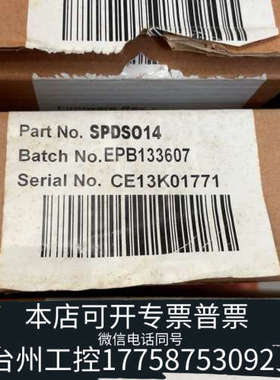 Part No. SPDSO14
Batch No.EPB133607
Serial No. CE13K01771
本店可开专票普票
微信电话同号
台州工控17758753092